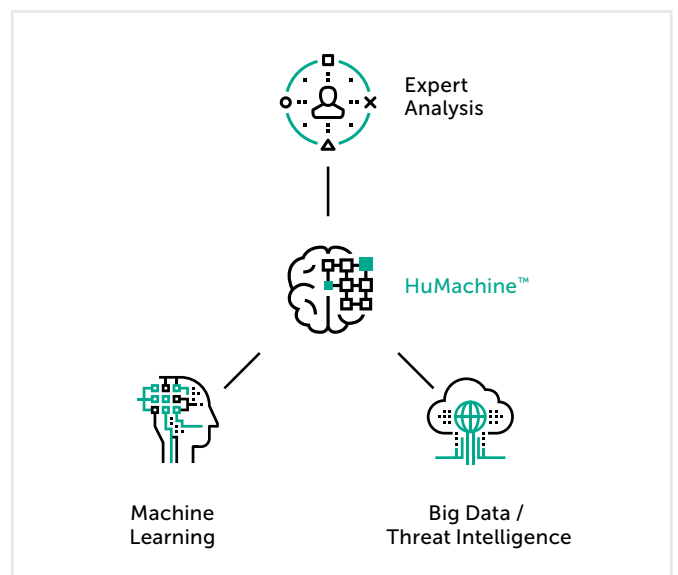 Expert
Analysis
HuMachine™
Machine
Learning
Big Data /
Threat Intelligence